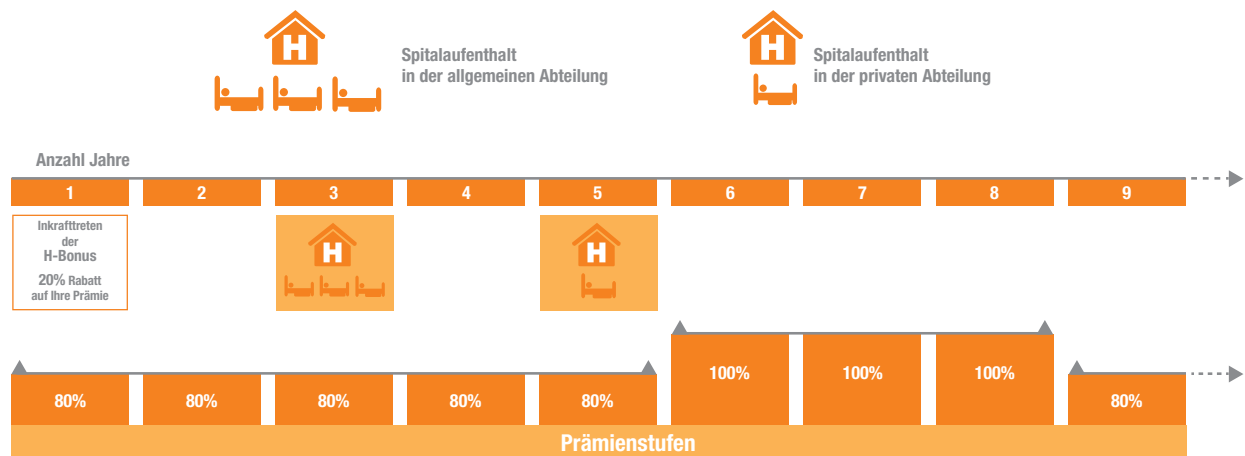 H
Spitalaufenthalt
in der allgemeinen Abteilung
H
Spitalaufenthalt
in der privaten Abteilung
Anzahl Jahre
1 2 3 4 5 6 7 8 9
Inkrafttreten
der
H-Bonus
20% Rabatt
auf Ihre Prämie
H
H
80% 80% 80% 80% 80% 100% 100% 100% 80%
Prämienstufen